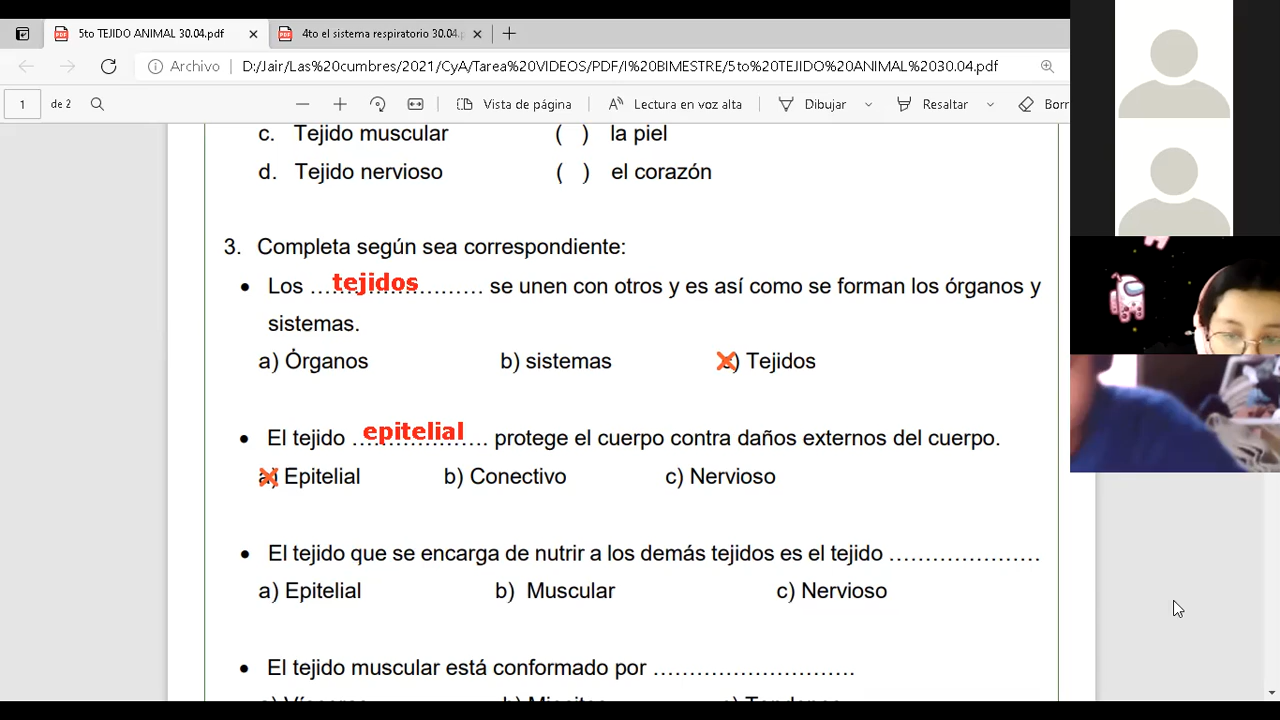 5to TEJIDO ANIMAL 30.04.pdf
4to el sistema respiratorio 30.04.p
Archivo
D:/Jair/Las%20cumbres/2021/CyA/Tarea%20VIDEOS/PDF/I%20BIMESTRE/5to%20TEJIDO%20ANIMAL%2030.04.pdf
1 de 2 Vista de página Lectura en voz alta Dibujar Resaltar Borr
c. Tejido muscular ( ) la piel
d. Tejido nervioso ( ) el corazón
3. Completa según sea correspondiente:
• Los …tejidos………… se unen con otros y es así como se forman los órganos y
sistemas.
a) Órganos b) sistemas c) Tejidos
• El tejido …epitelial………. protege el cuerpo contra daños externos del cuerpo.
a) Epitelial b) Conectivo c) Nervioso
• El tejido que se encarga de nutrir a los demás tejidos es el tejido …………………
a) Epitelial b) Muscular c) Nervioso
• El tejido muscular está conformado por ……………………….